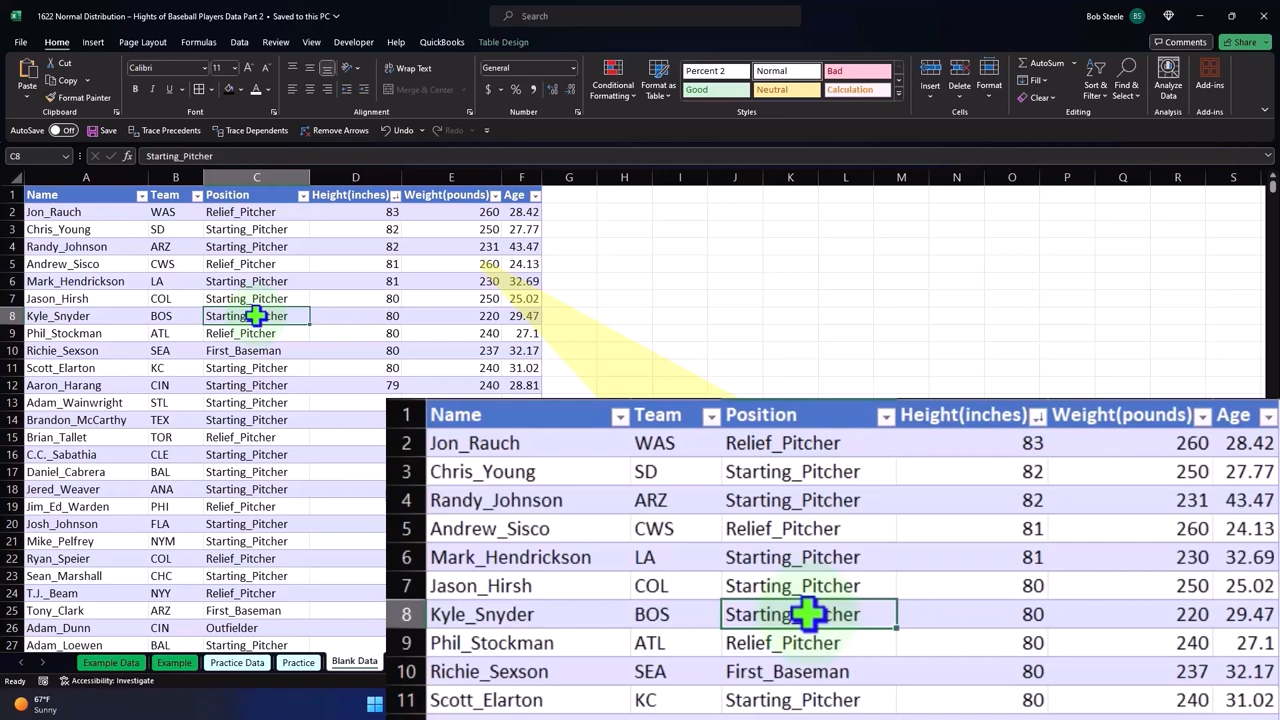 1622 Normal Distribution – Hights of Baseball Players Data Part 2 • Saved to this PC
Search
Bob Steele BS
File Home Insert Page Layout Formulas Data Review View Developer Help QuickBooks Table Design
Comments Share
Paste Cut Copy Format Painter Clipboard
Calibri 11 Font
Wrap Text Merge & Center Alignment
General Number
Conditional Formatting Format as Table
Percent 2 Normal Bad Good Neutral Calculation Styles
Insert Delete Format Cells
AutoSum Fill Clear Sort & Filter Find & Select Editing
Analyze Data Analysis
Add-ins Add-ins
AutoSave Off Save Trace Precedents Trace Dependents Remove Arrows Undo Redo
C8 fx Starting_Pitcher
A B C D E F G H I J K L M N O P Q R S
1 Name Team Position Height(inches) Weight(pounds) Age
2 Jon_Rauch WAS Relief_Pitcher 83 260 28.42
3 Chris_Young SD Starting_Pitcher 82 250 27.77
4 Randy_Johnson ARZ Starting_Pitcher 82 231 43.47
5 Andrew_Sisco CWS Relief_Pitcher 81 260 24.13
6 Mark_Hendrickson LA Starting_Pitcher 81 230 32.69
7 Jason_Hirsh COL Starting_Pitcher 80 250 25.02
8 Kyle_Snyder BOS 80 220 29.47
9 Phil_Stockman ATL Relief_Pitcher 80 240 27.1
10 Richie_Sexson SEA First_Baseman 80 237 32.17
11 Scott_Elarton KC Starting_Pitcher 80 240 31.02
12 Aaron_Harang CIN Starting_Pitcher 79 240 28.81
13 Adam_Wainwright STL Starting_Pitcher
14 Brandon_McCarthy TEX Starting_Pitcher
15 Brian_Tallet TOR Relief_Pitcher
16 C.C._Sabathia CLE Starting_Pitcher
17 Daniel_Cabrera BAL Starting_Pitcher
18 Jered_Weaver ANA Starting_Pitcher
19 Jim_Ed_Warden PHI Relief_Pitcher
20 Josh_Johnson FLA Starting_Pitcher
21 Mike_Pelfrey NYM Starting_Pitcher
22 Ryan_Speier COL Relief_Pitcher
23 Sean_Marshall CHC Starting_Pitcher
24 T.J._Beam NYY Relief_Pitcher
25 Tony_Clark ARZ First_Baseman
26 Adam_Dunn CIN Outfielder
27 Adam_Loewen BAL Starting_Pitcher
1 Name Team Position Height(inches) Weight(pounds) Age
2 Jon_Rauch WAS Relief_Pitcher 83 260 28.42
3 Chris_Young SD Starting_Pitcher 82 250 27.77
4 Randy_Johnson ARZ Starting_Pitcher 82 231 43.47
5 Andrew_Sisco CWS Relief_Pitcher 81 260 24.13
6 Mark_Hendrickson LA Starting_Pitcher 81 230 32.69
7 Jason_Hirsh COL Starting_Pitcher 80 250 25.02
8 Kyle_Snyder BOS 80 220 29.47
9 Phil_Stockman ATL Relief_Pitcher 80 240 27.1
10 Richie_Sexson SEA First_Baseman 80 237 32.17
11 Scott_Elarton KC Starting_Pitcher 80 240 31.02
Example Data Example Practice Data Practice Blank Data
Ready Accessibility: Investigate
67°F
Sunny